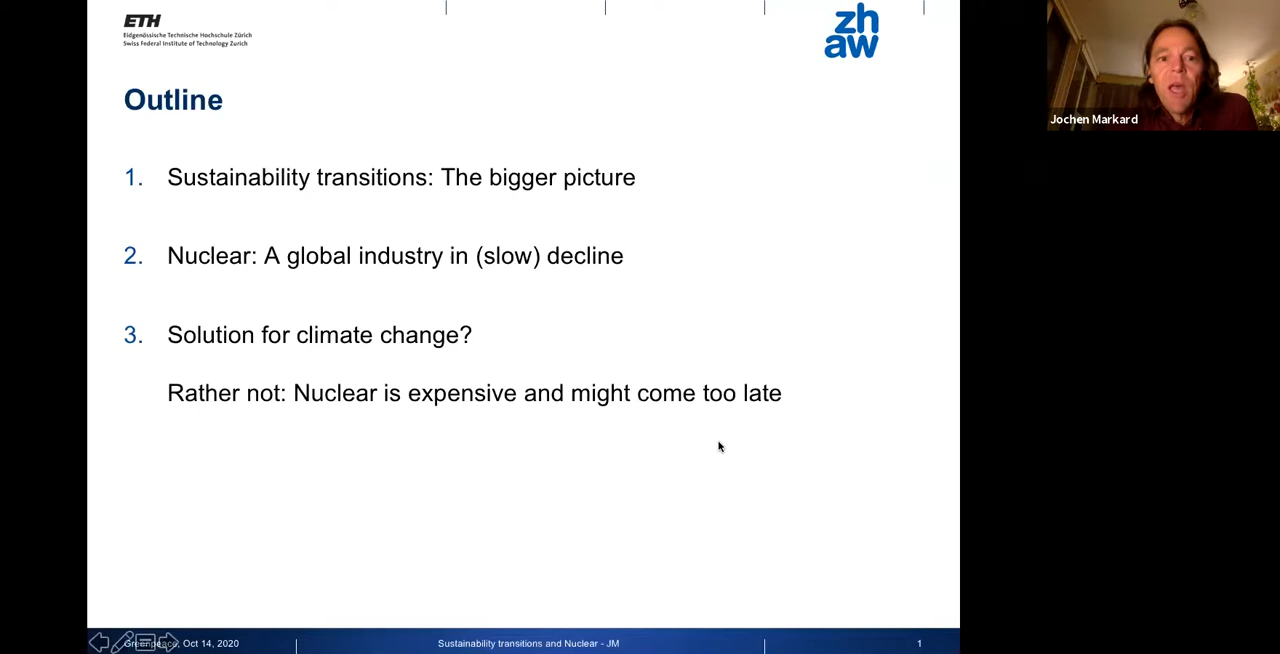 ETH
Eidgenössische Technische Hochschule Zürich
Swiss Federal Institute of Technology Zurich
zh
aw
Jochen Markard
Outline
1. Sustainability transitions: The bigger picture
2. Nuclear: A global industry in (slow) decline
3. Solution for climate change?
Rather not: Nuclear is expensive and might come too late
Greenpeace, Oct 14, 2020
Sustainability transitions and Nuclear - JM
1